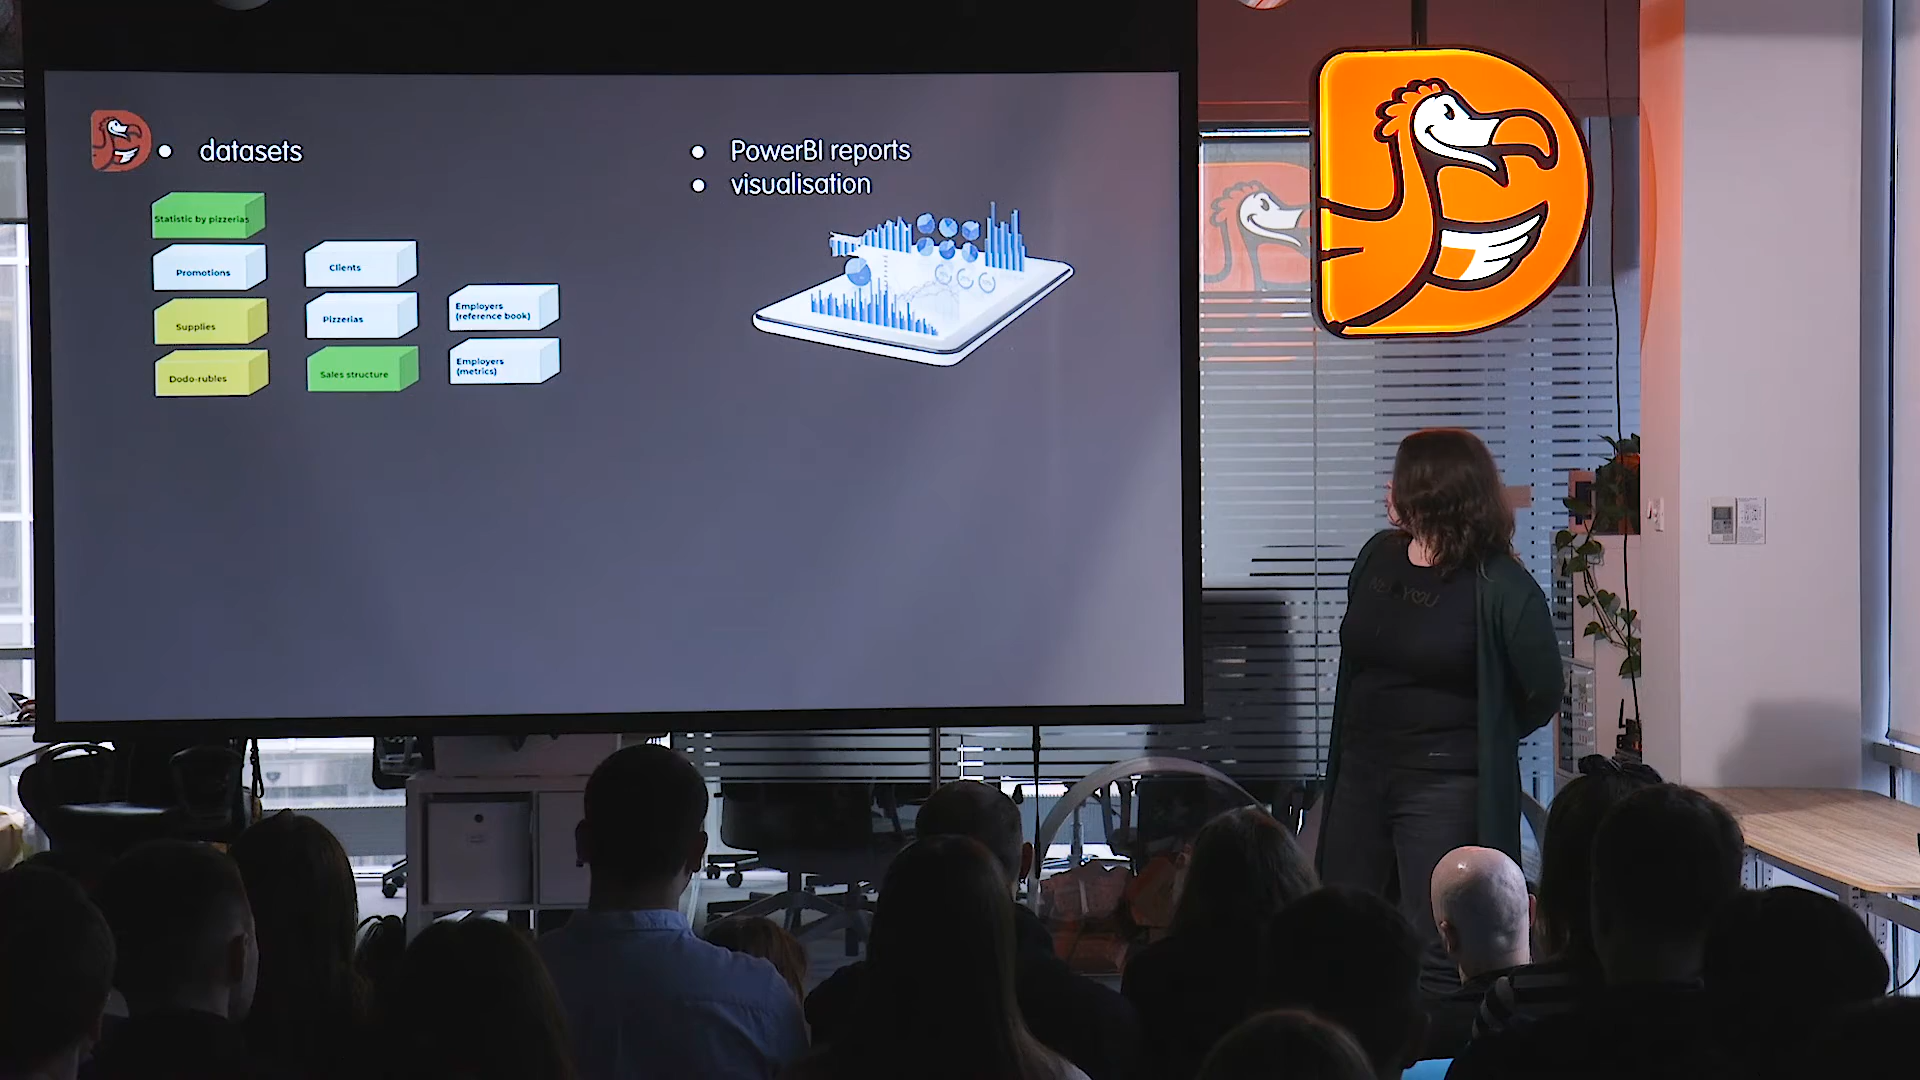 datasets
Statistic by pizzerias
Promotions
Supplies
Dodo-rubles
Clients
Pizzerias
Sales structure
Employers
(reference book)
Employers
(metrics)
PowerBI reports
visualisation
YOU